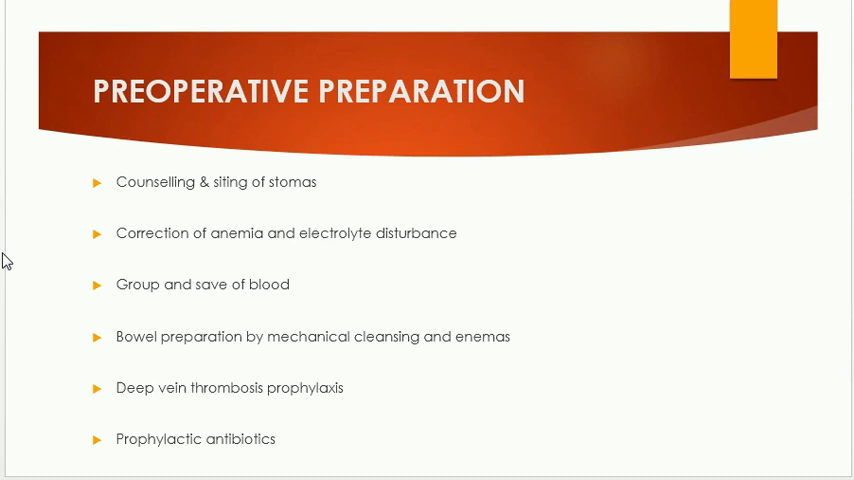 PREOPERATIVE PREPARATION
Counselling & siting of stomas
Correction of anemia and electrolyte disturbance
Group and save of blood
Bowel preparation by mechanical cleansing and enemas
Deep vein thrombosis prophylaxis
Prophylactic antibiotics